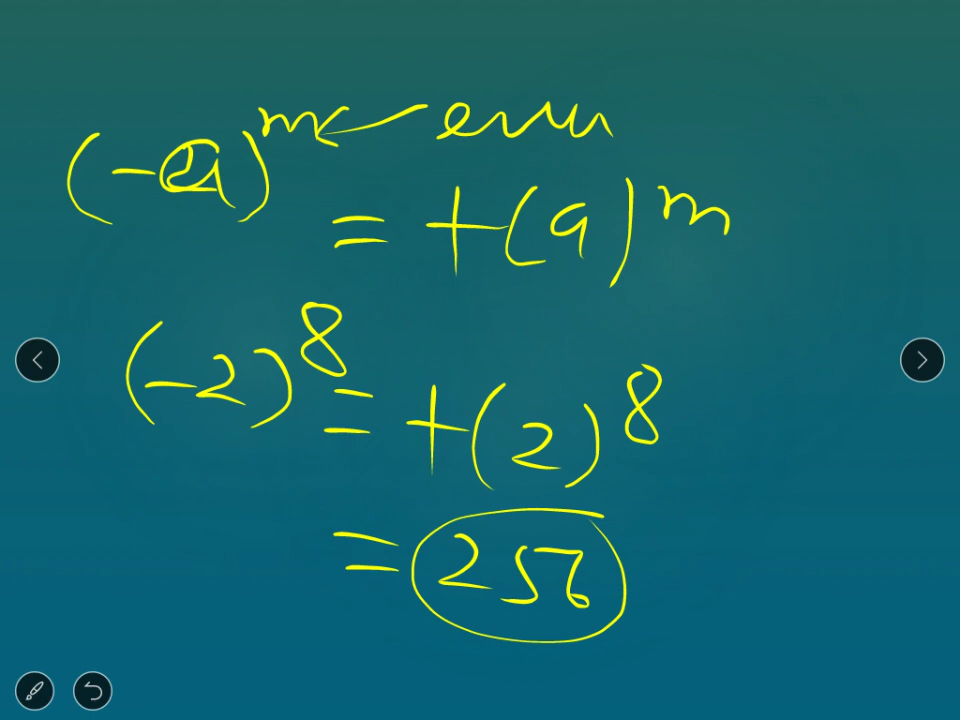 (-a)^m ← even
= +(a)^m
(-2)^8 = +(2)^8
= 256